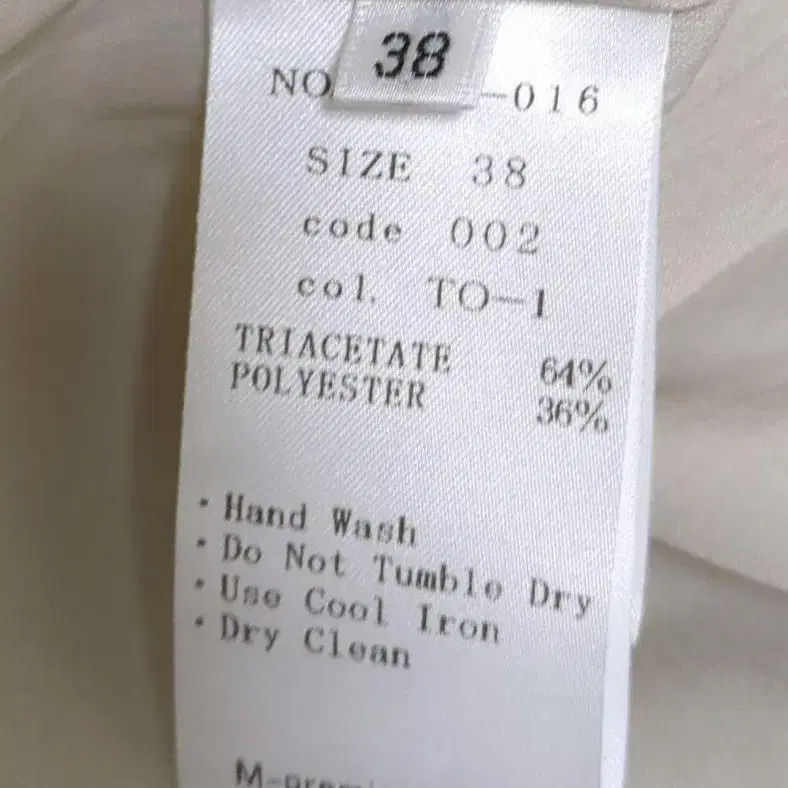 38
NO -016
SIZE 38
code 002
col. TO-1
TRIACETATE 64%
POLYESTER 36%
・Hand Wash
・Do Not Tumble Dry
・Use Cool Iron
・Dry Clean